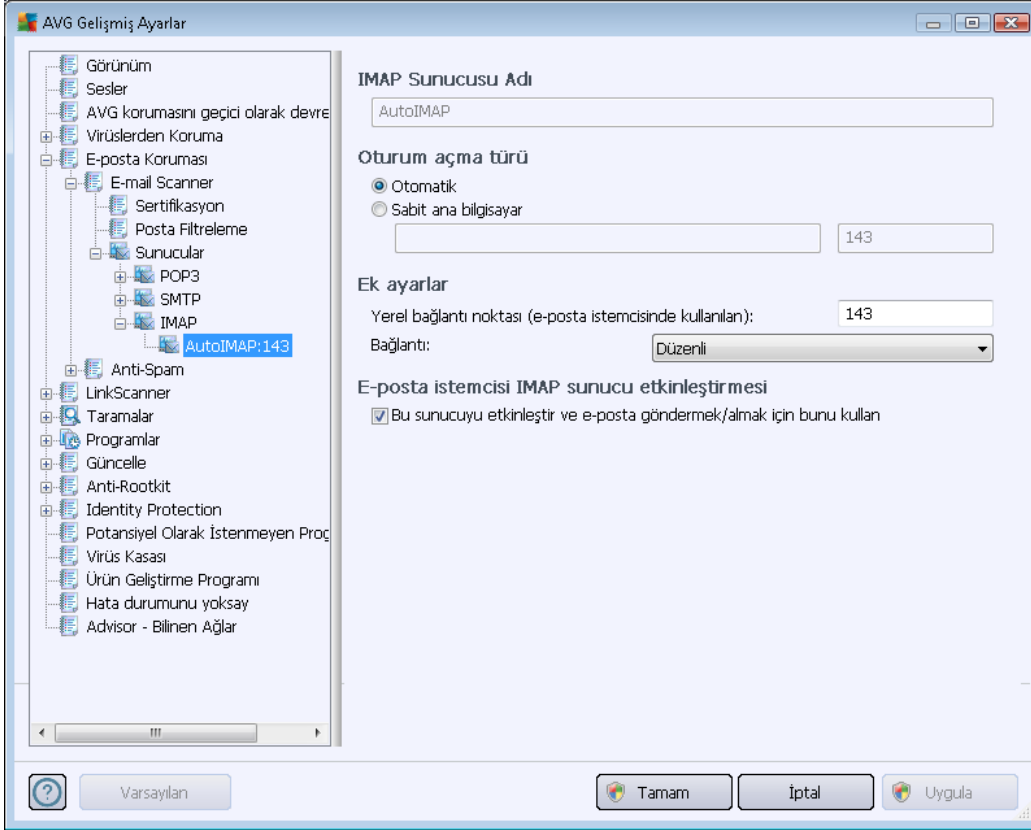 AVG Gelişmiş Ayarlar
Görünüm
Sesler
AVG korumasını geçici olarak devre
Virüslerden Koruma
E-posta Koruması
E-mail Scanner
Sertifikasyon
Posta Filtreleme
Sunucular
POP3
SMTP
IMAP
AutoIMAP:143
Anti-Spam
LinkScanner
Taramalar
Programlar
Güncelle
Anti-Rootkit
Identity Protection
Potansiyel Olarak İstenmeyen Prog
Virüs Kasası
Ürün Geliştirme Programı
Hata durumunu yoksay
Advisor - Bilinen Ağlar
IMAP Sunucusu Adı
AutoIMAP
Oturum açma türü
Otomatik
Sabit ana bilgisayar
143
Ek ayarlar
Yerel bağlantı noktası (e-posta istemcisinde kullanılan): 143
Bağlantı: Düzenli
E-posta istemcisi IMAP sunucu etkinleştirmesi
Bu sunucuyu etkinleştir ve e-posta göndermek/almak için bunu kullan
? Varsayılan Tamam İptal Uygula